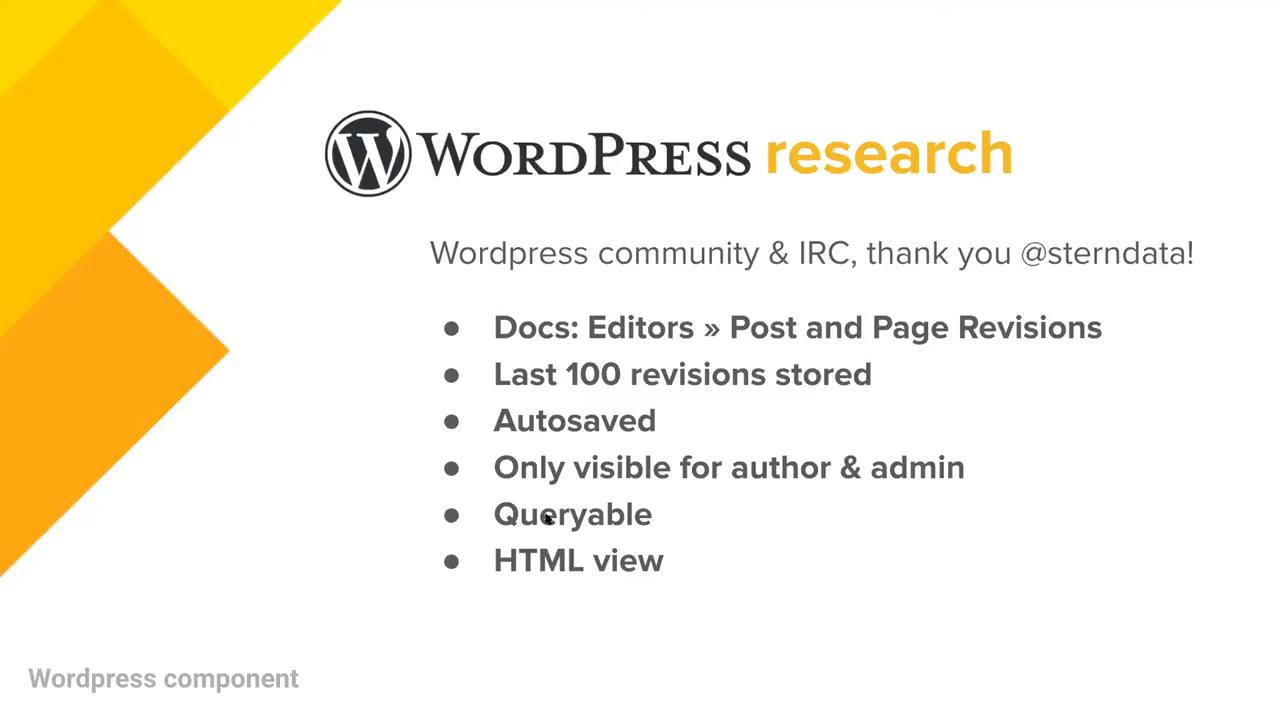 WORDPRESS research
Wordpress community & IRC, thank you @sterndata!
● Docs: Editors » Post and Page Revisions
● Last 100 revisions stored
● Autosaved
● Only visible for author & admin
● Queryable
● HTML view
Wordpress component